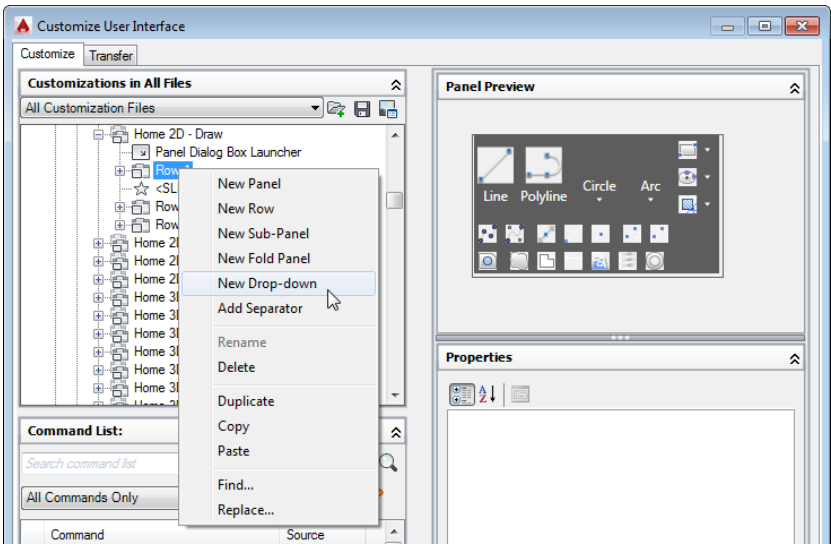 Customize User Interface
Customize Transfer
Customizations in All Files
All Customization Files
Home 2D - Draw
Panel Dialog Box Launcher
Row 1
<SL
Row
Row
Home 2D
Home 2D
Home 2D
Home 3D
Home 3D
Home 3D
Home 3D
Home 3D
New Panel
New Row
New Sub-Panel
New Fold Panel
New Drop-down
Add Separator
Rename
Delete
Duplicate
Copy
Paste
Find...
Replace...
Command List:
Search command list
All Commands Only
Command Source
Panel Preview
Line Polyline Circle Arc
Properties